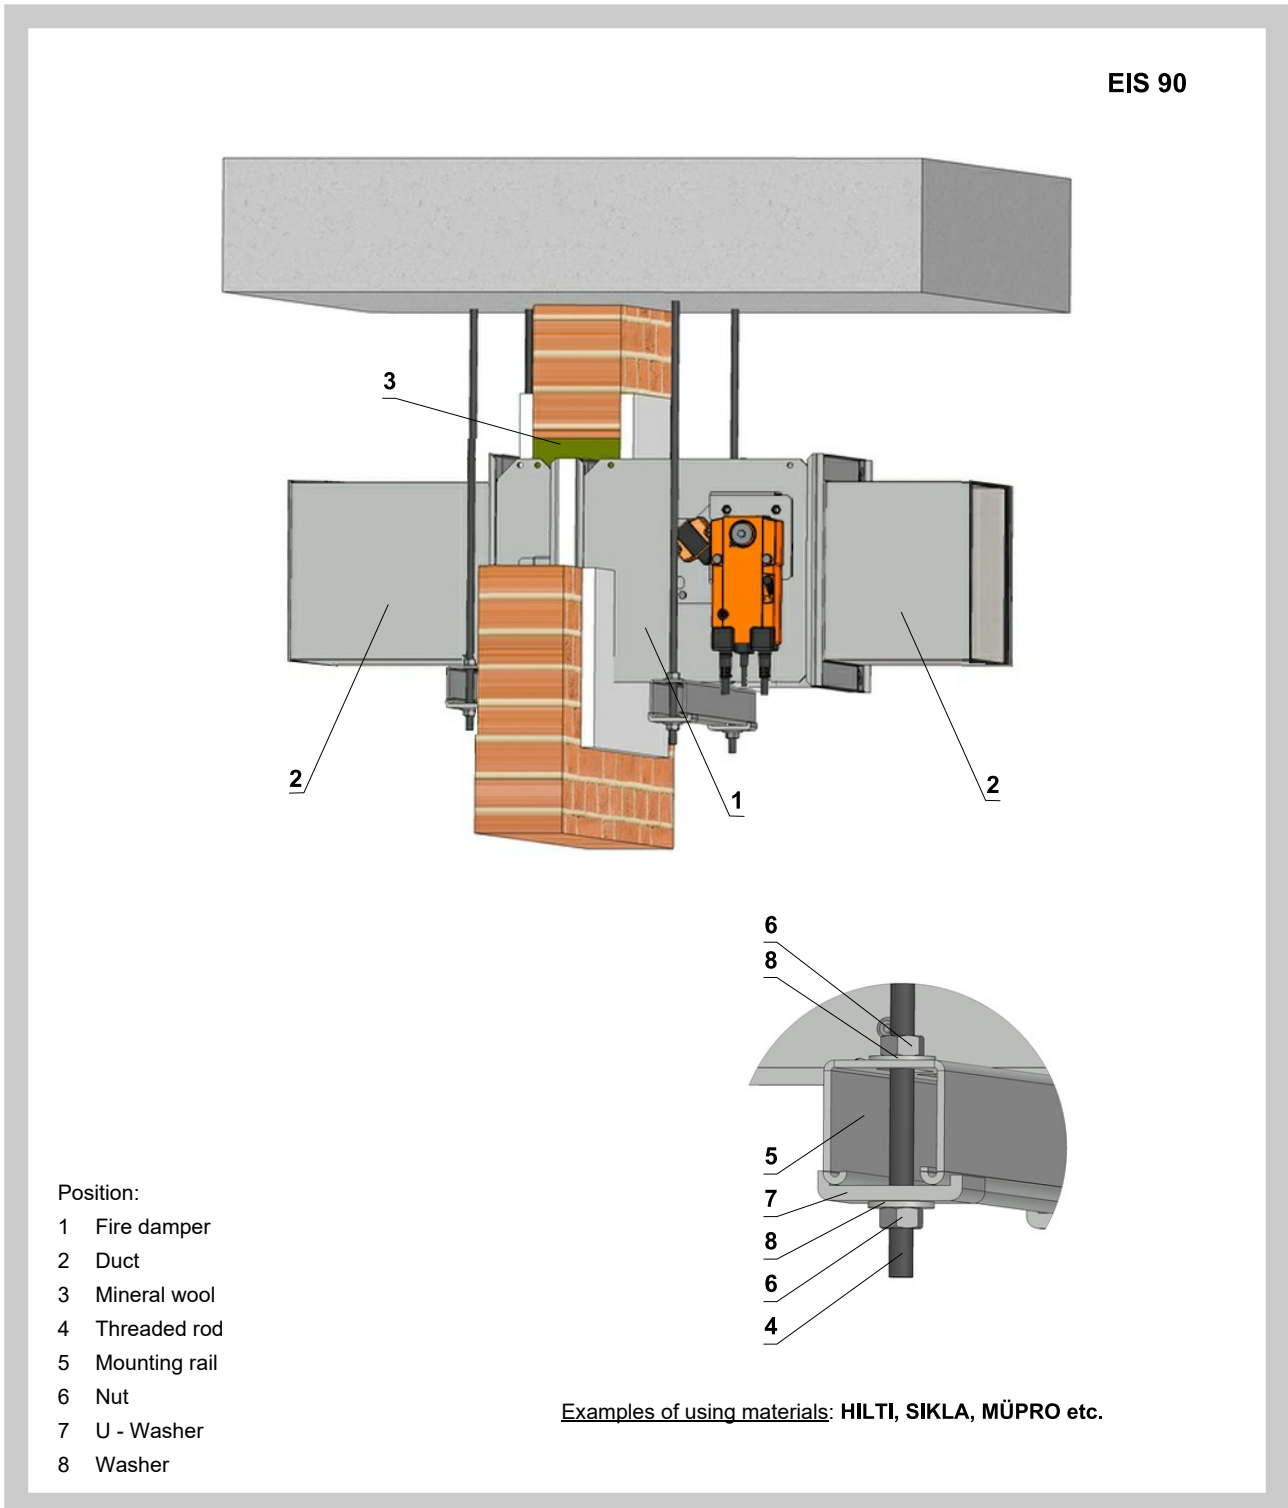 EIS 90
3
2
1
2
6
8
5
7
8
6
4
Position:
1 Fire damper
2 Duct
3 Mineral wool
4 Threaded rod
5 Mounting rail
6 Nut
7 U - Washer
8 Washer
Examples of using materials: HILTI, SIKLA, MÜPRO etc.